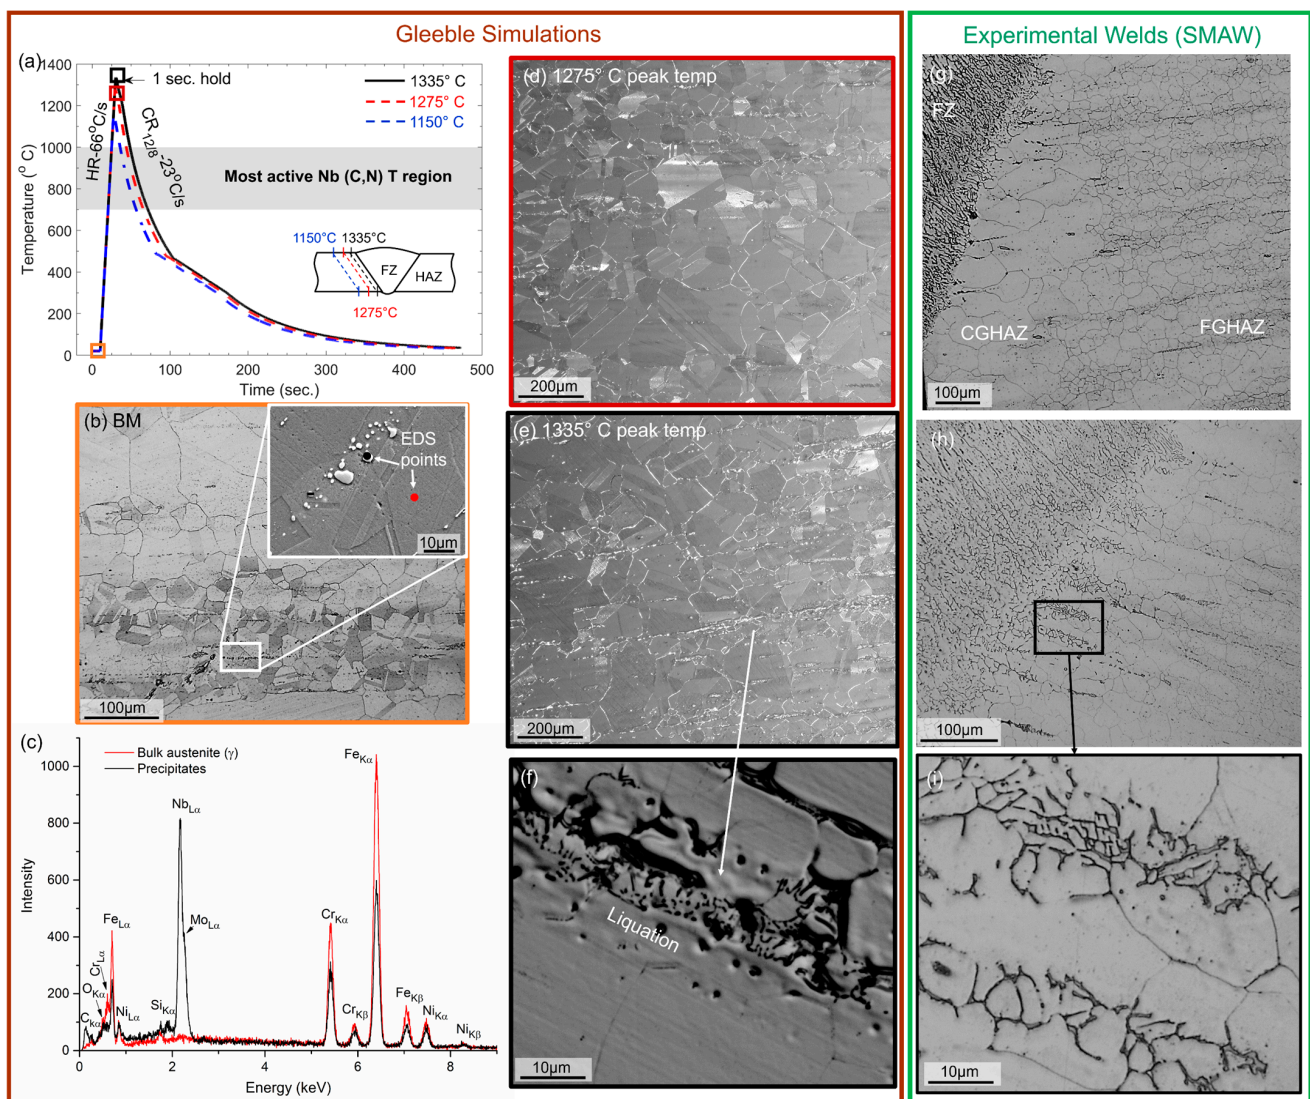 Gleeble Simulations
Experimental Welds (SMAW)
(a)
1400
1200
1000
800
600
400
200
0
Temperature (° C)
0
100
200
300
400
500
Time (sec.)
1 sec. hold
1335° C
1275° C
1150° C
HR-66°C/s
CR12/8-23°C/s
Most active Nb (C,N) T region
1150°C
1335°C
FZ
HAZ
1275°C
(b) BM
EDS
points
10μm
100μm
(c)
Bulk austenite (γ)
Precipitates
1000
800
600
400
200
0
Intensity
CKα
OKα
CrLα
FeLα
NiLα
SiKα
NbLα
MoLα
CrKα
CrKβ
FeKα
FeKβ
NiKα
NiKβ
0
2
4
6
8
Energy (keV)
(d) 1275° C peak temp
200μm
(e) 1335° C peak temp
200μm
(f)
Liquation
10μm
(g)
FZ
CGHAZ
FGHAZ
100μm
(h)
100μm
(i)
10μm